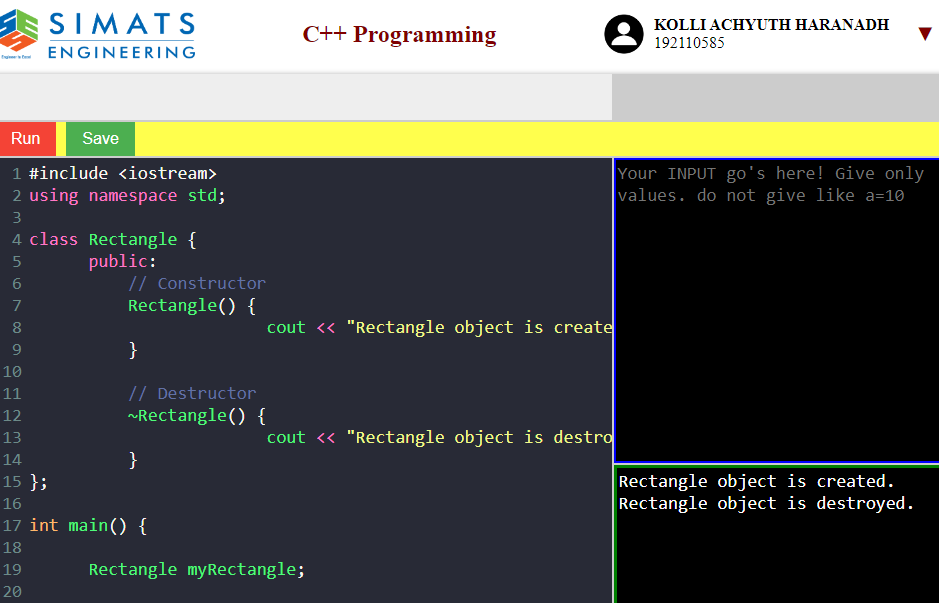 SIMATS
ENGINEERING
Engineer to Excel
C++ Programming
KOLLI ACHYUTH HARANADH
192110585
▼
Run
Save
1 #include <iostream>
2 using namespace std;
3
4 class Rectangle {
5 public:
6 // Constructor
7 Rectangle() {
8 cout << "Rectangle object is create
9 }
10
11 // Destructor
12 ~Rectangle() {
13 cout << "Rectangle object is destro
14 }
15 };
16
17 int main() {
18
19 Rectangle myRectangle;
20
Your INPUT go's here! Give only
values. do not give like a=10
Rectangle object is created.
Rectangle object is destroyed.